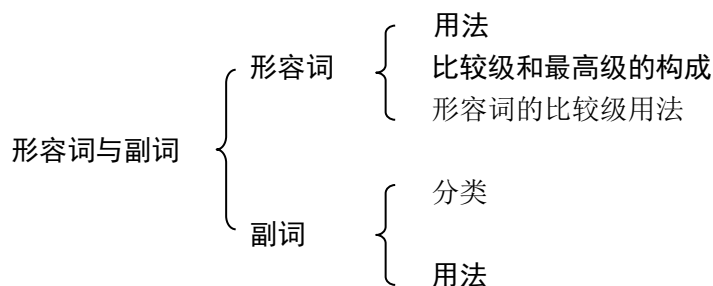 用法
形容词
比较级和最高级的构成
形容词的比较级用法
形容词与副词
分类
副词
用法